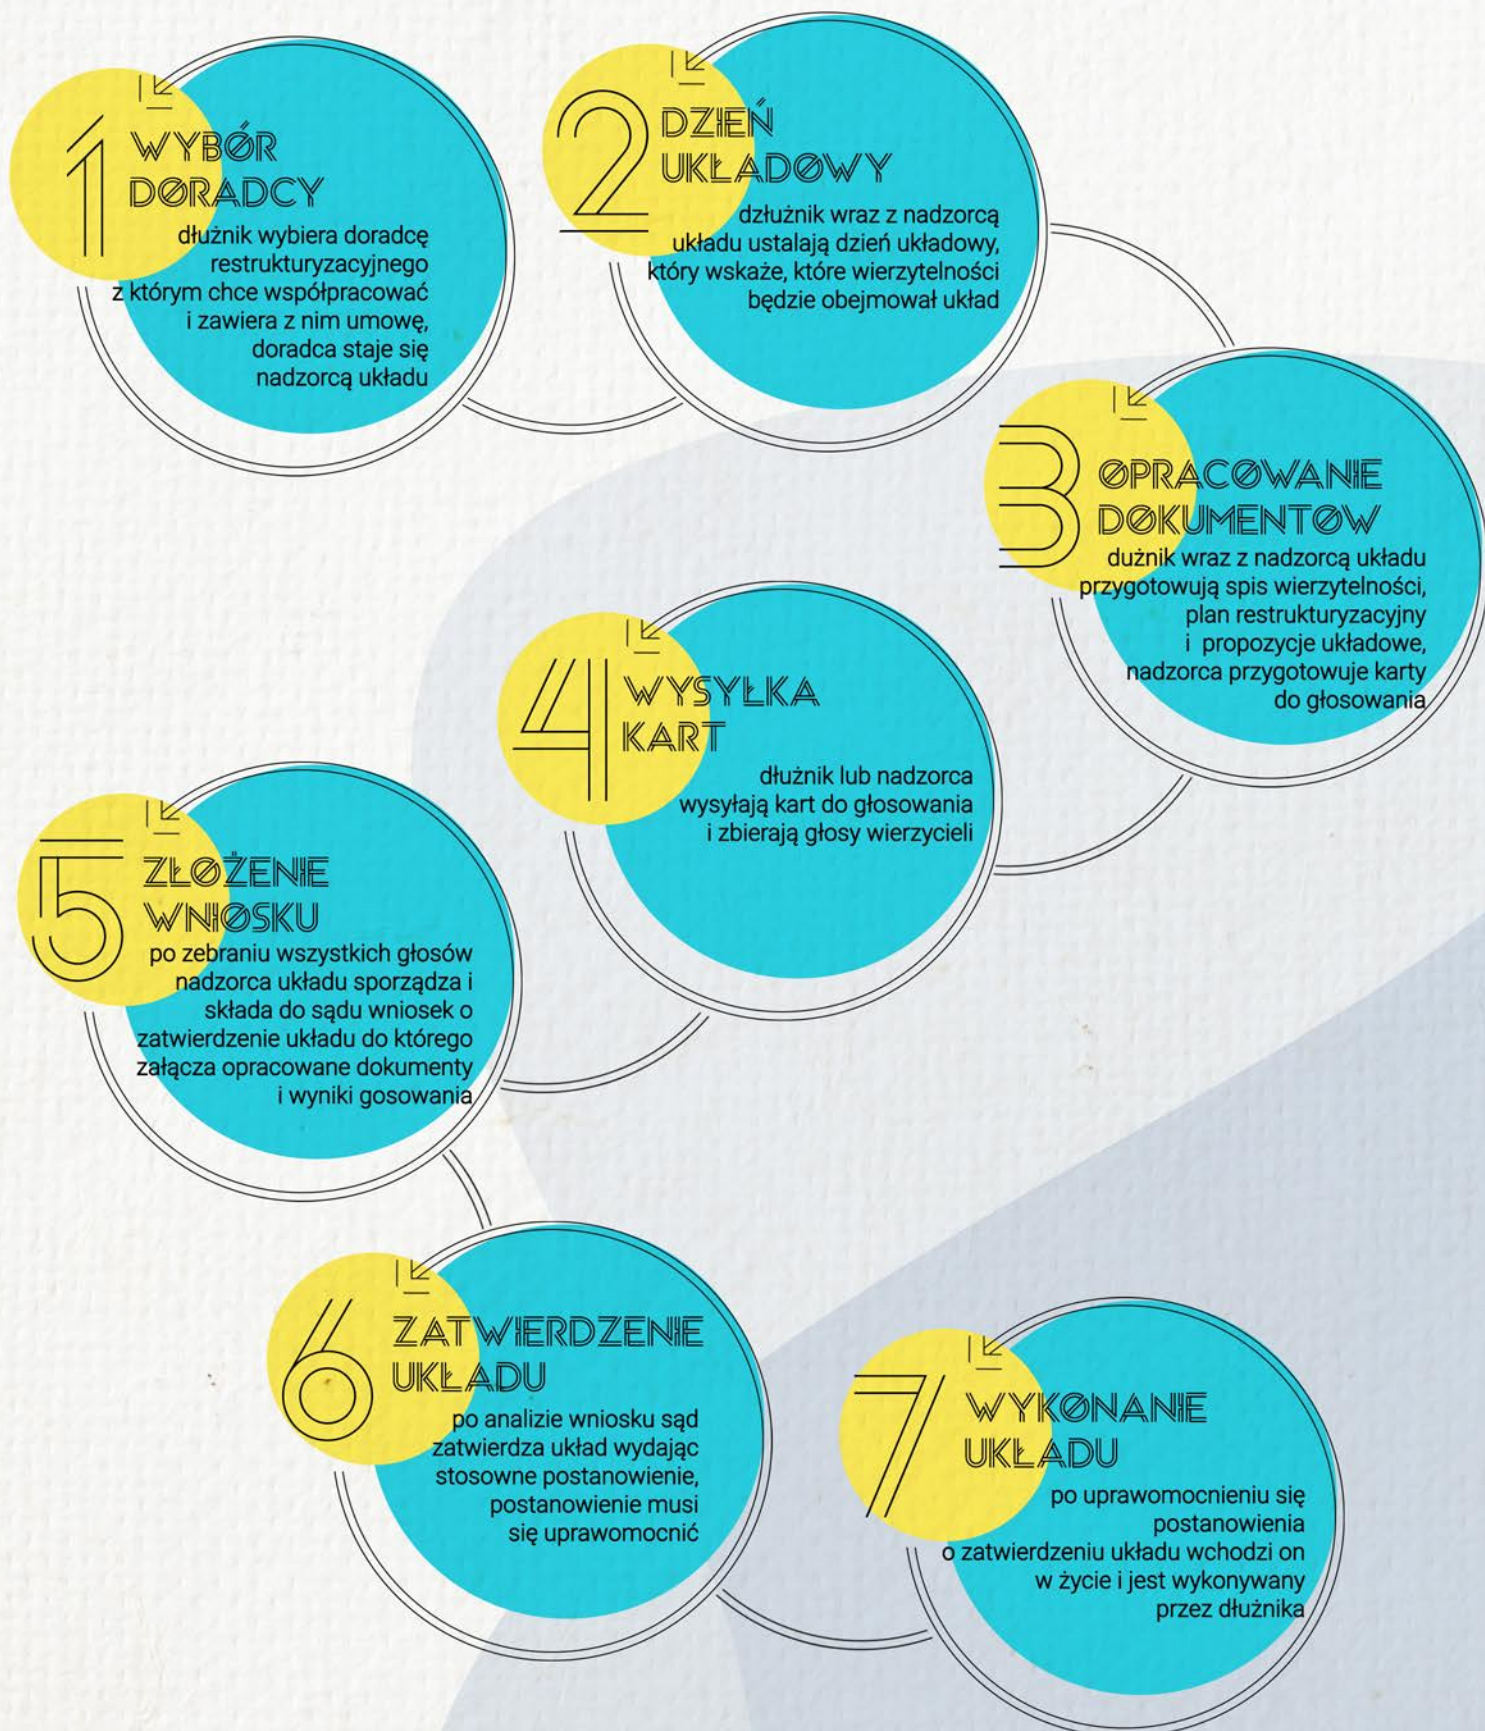 1
WYBÓR
DORADCY
dłużnik wybiera doradcę
restrukturyzacyjnego
z którym chce współpracować
i zawiera z nim umowę,
doradca staje się
nadzorcą układu
2
DZIEŃ
UKŁADOWY
dzłużnik wraz z nadzorcą
układu ustalają dzień układowy,
który wskaże, które wierzytelności
będzie obejmował układ
3
OPRACOWANIE
DOKUMENTOW
dużnik wraz z nadzorcą układu
przygotowują spis wierzytelności,
plan restrukturyzacyjny
i propozycje układowe,
nadzorca przygotowuje karty
do głosowania
4
WYSYŁKA
KART
dłużnik lub nadzorca
wysyłają kart do głosowania
i zbierają głosy wierzycieli
5
ZŁOŻENIE
WNIOSKU
po zebraniu wszystkich głosów
nadzorca układu sporządza i
składa do sądu wniosek o
zatwierdzenie układu do którego
załącza opracowane dokumenty
i wyniki gosowania
6
ZATWIERDZENIE
UKŁADU
po analizie wniosku sąd
zatwierdza układ wydając
stosowne postanowienie,
postanowienie musi
się uprawomocnić
7
WYKONANIE
UKŁADU
po uprawomocnieniu się
postanowienia
o zatwierdzeniu układu wchodzi on
w życie i jest wykonywany
przez dłużnika